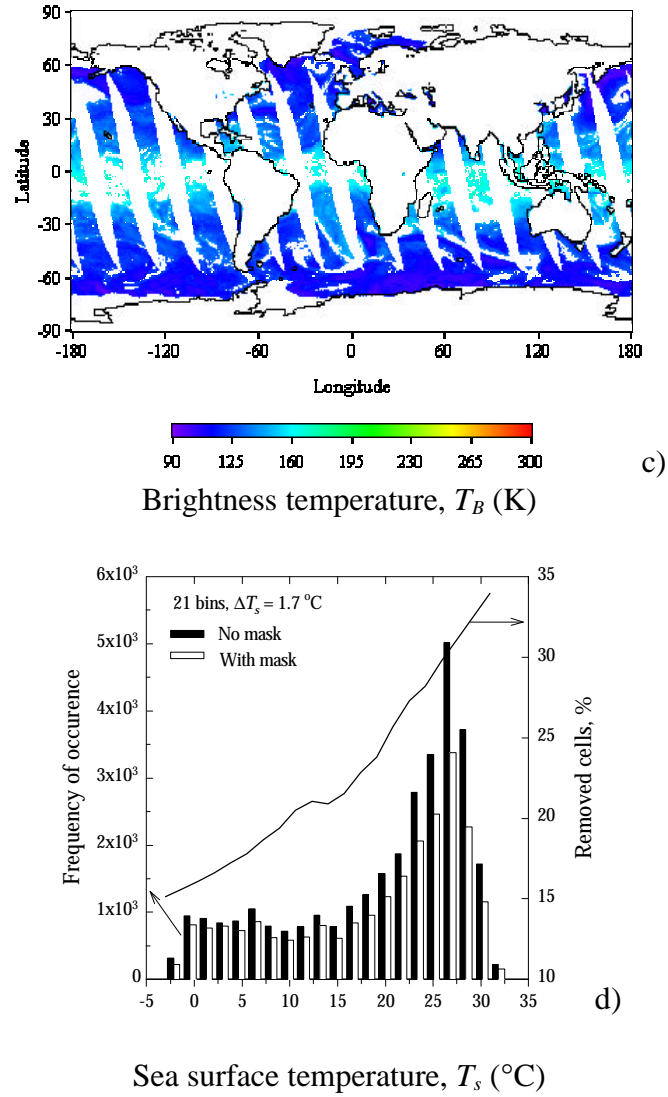 90
60
30
0
-30
-60
-90
Latitude
-180 -120 -60 0 60 120 180
Longitude
90 125 160 195 230 265 300
c)
Brightness temperature, T_B (K)
6x10³
5x10³
4x10³
3x10³
2x10³
1x10³
0
Frequency of occurence
21 bins, ΔT_s = 1.7 °C
No mask
With mask
35
30
25
20
15
10
Removed cells, %
-5 0 5 10 15 20 25 30 35
d)
Sea surface temperature, T_s (°C)